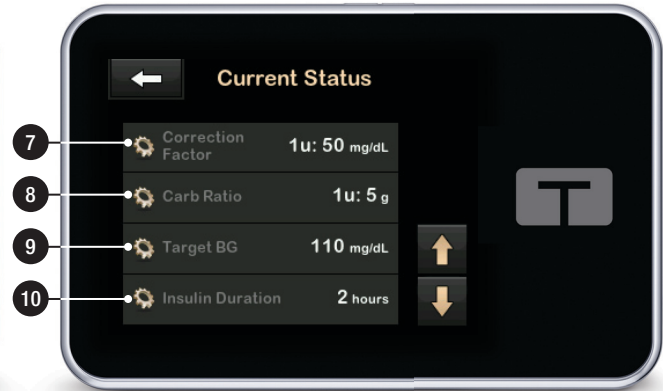 Current Status
7
Correction
Factor
1u: 50 mg/dL
8
Carb Ratio
1u: 5 g
9
Target BG
110 mg/dL
10
Insulin Duration
2 hours